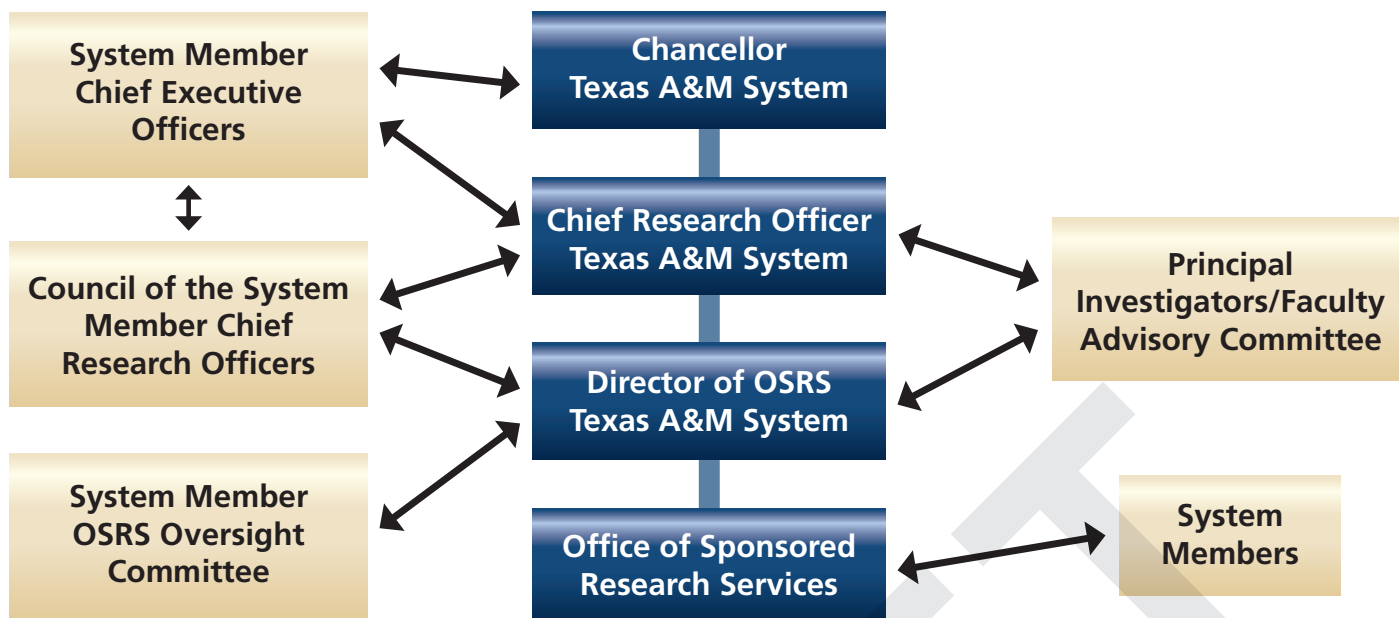 System Member
Chief Executive
Officers
Chancellor
Texas A&M System
Chief Research Officer
Texas A&M System
Council of the System
Member Chief
Research Officers
Principal
Investigators/Faculty
Advisory Committee
Director of OSRS
Texas A&M System
System Member
OSRS Oversight
Committee
Office of Sponsored
Research Services
System
Members